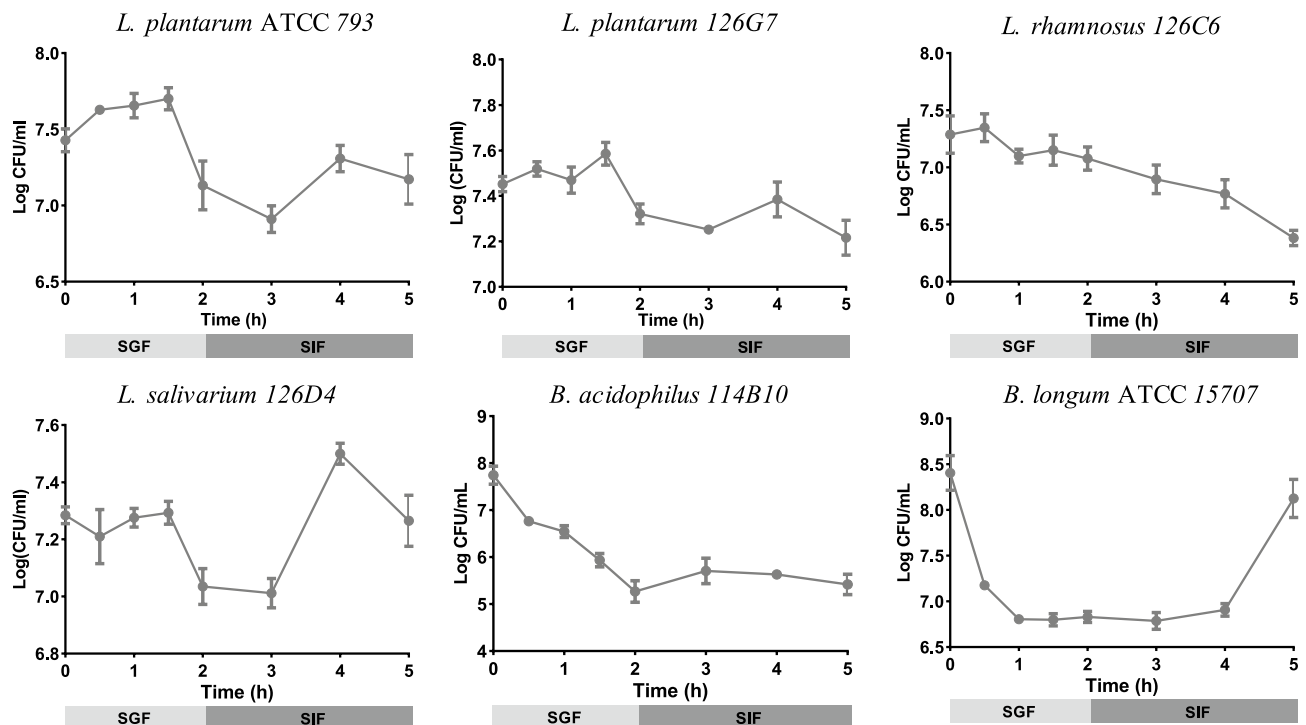 L. plantarum ATCC 793
Log CFU/ml
8.0
7.5
7.0
6.5
0 1 2 3 4 5
Time (h)
SGF SIF
L. plantarum 126G7
Log (CFU/ml)
8.0
7.8
7.6
7.4
7.2
7.0
0 1 2 3 4 5
Time (h)
SGF SIF
L. rhamnosus 126C6
Log CFU/mL
8.0
7.5
7.0
6.5
6.0
0 1 2 3 4 5
Time (h)
SGF SIF
L. salivarium 126D4
Log(CFU/ml)
7.6
7.4
7.2
7.0
6.8
0 1 2 3 4 5
Time (h)
SGF SIF
B. acidophilus 114B10
Log CFU/mL
9
8
7
6
5
4
0 1 2 3 4 5
Time (h)
SGF SIF
B. longum ATCC 15707
Log CFU/mL
9.0
8.5
8.0
7.5
7.0
6.5
0 1 2 3 4 5
Time (h)
SGF SIF